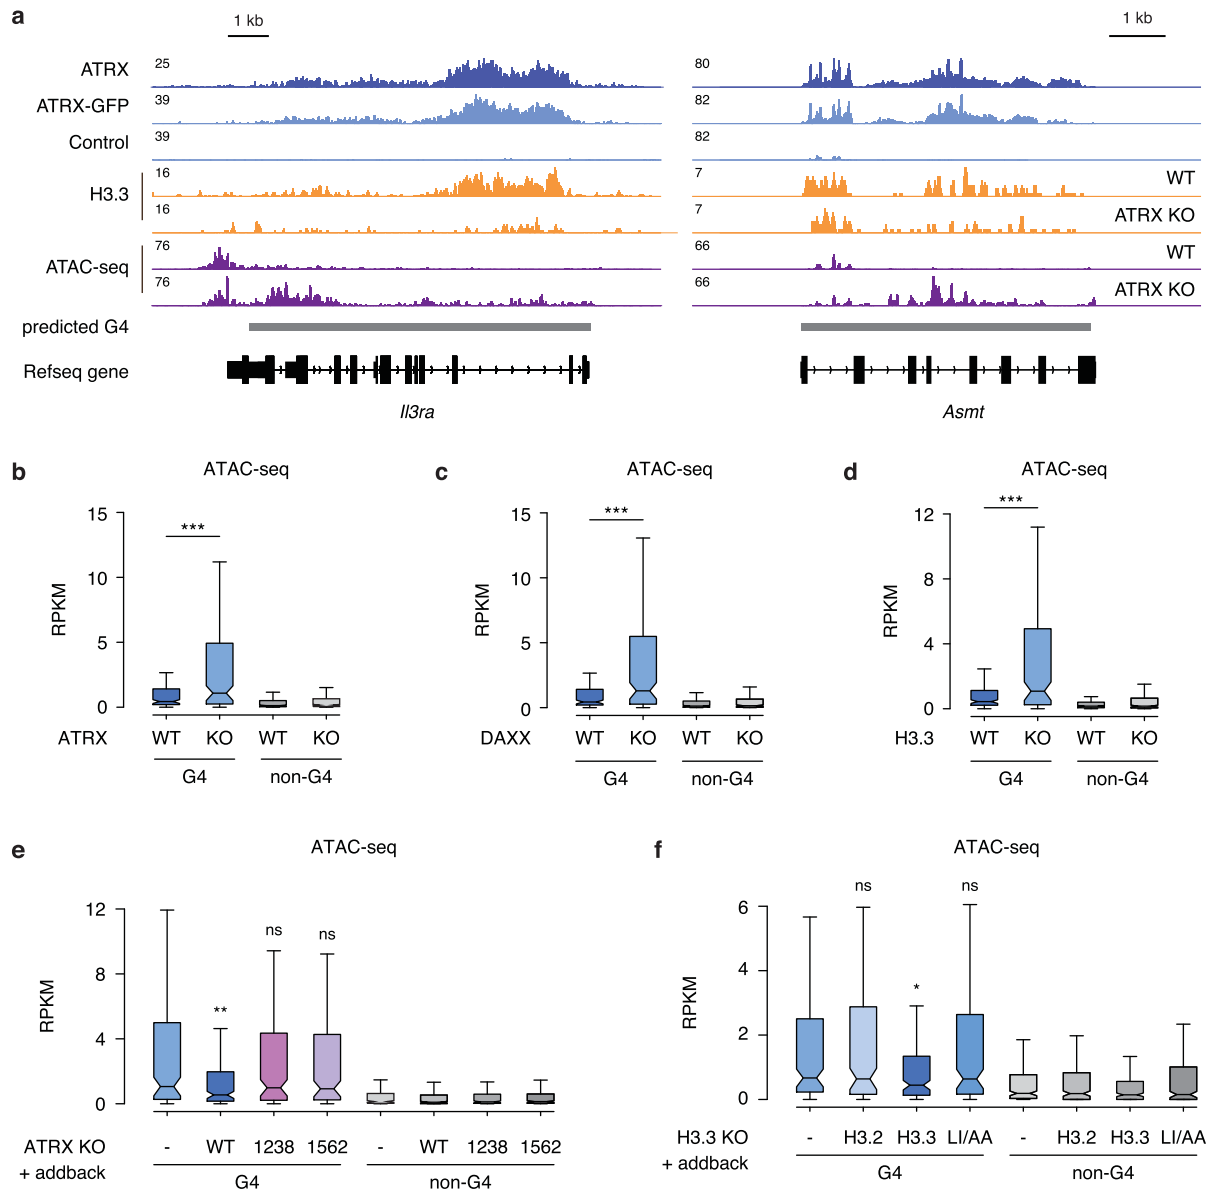 a
1 kb
1 kb
ATRX
25
80
ATRX-GFP
39
82
Control
39
82
H3.3
16
7
WT
16
7
ATRX KO
ATAC-seq
76
66
WT
76
66
ATRX KO
predicted G4
Refseq gene
Il3ra
Asmt
b
ATAC-seq
15
10
5
0
RPKM
***
ATRX
WT KO WT KO
G4
non-G4
c
ATAC-seq
15
10
5
0
RPKM
***
DAXX
WT KO WT KO
G4
non-G4
d
ATAC-seq
12
8
4
0
RPKM
***
H3.3
WT KO WT KO
G4
non-G4
e
ATAC-seq
12
8
4
0
RPKM
**
ns
ns
ATRX KO
+ addback
- WT 1238 1562 - WT 1238 1562
G4
non-G4
f
ATAC-seq
6
4
2
0
RPKM
ns
*
ns
H3.3 KO
+ addback
- H3.2 H3.3 LI/AA - H3.2 H3.3 LI/AA
G4
non-G4